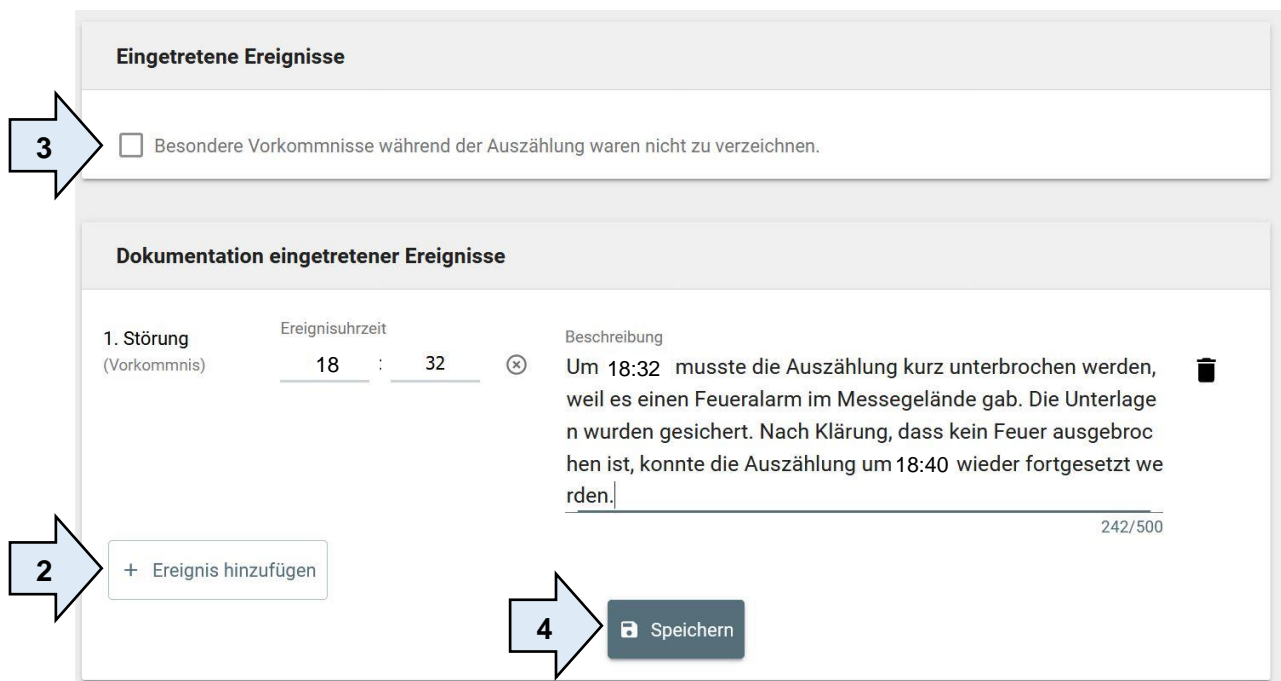 Eingetretene Ereignisse
3
Besondere Vorkommnisse während der Auszählung waren nicht zu verzeichnen.
Dokumentation eingetretener Ereignisse
1. Störung
(Vorkommnis)
Ereignisuhrzeit
18 : 32
Beschreibung
Um 18:32 musste die Auszählung kurz unterbrochen werden,
weil es einen Feueralarm im Messegelände gab. Die Unterlage
n wurden gesichert. Nach Klärung, dass kein Feuer ausgebroc
hen ist, konnte die Auszählung um 18:40 wieder fortgesetzt we
rden.
242/500
2
+ Ereignis hinzufügen
4
Speichern